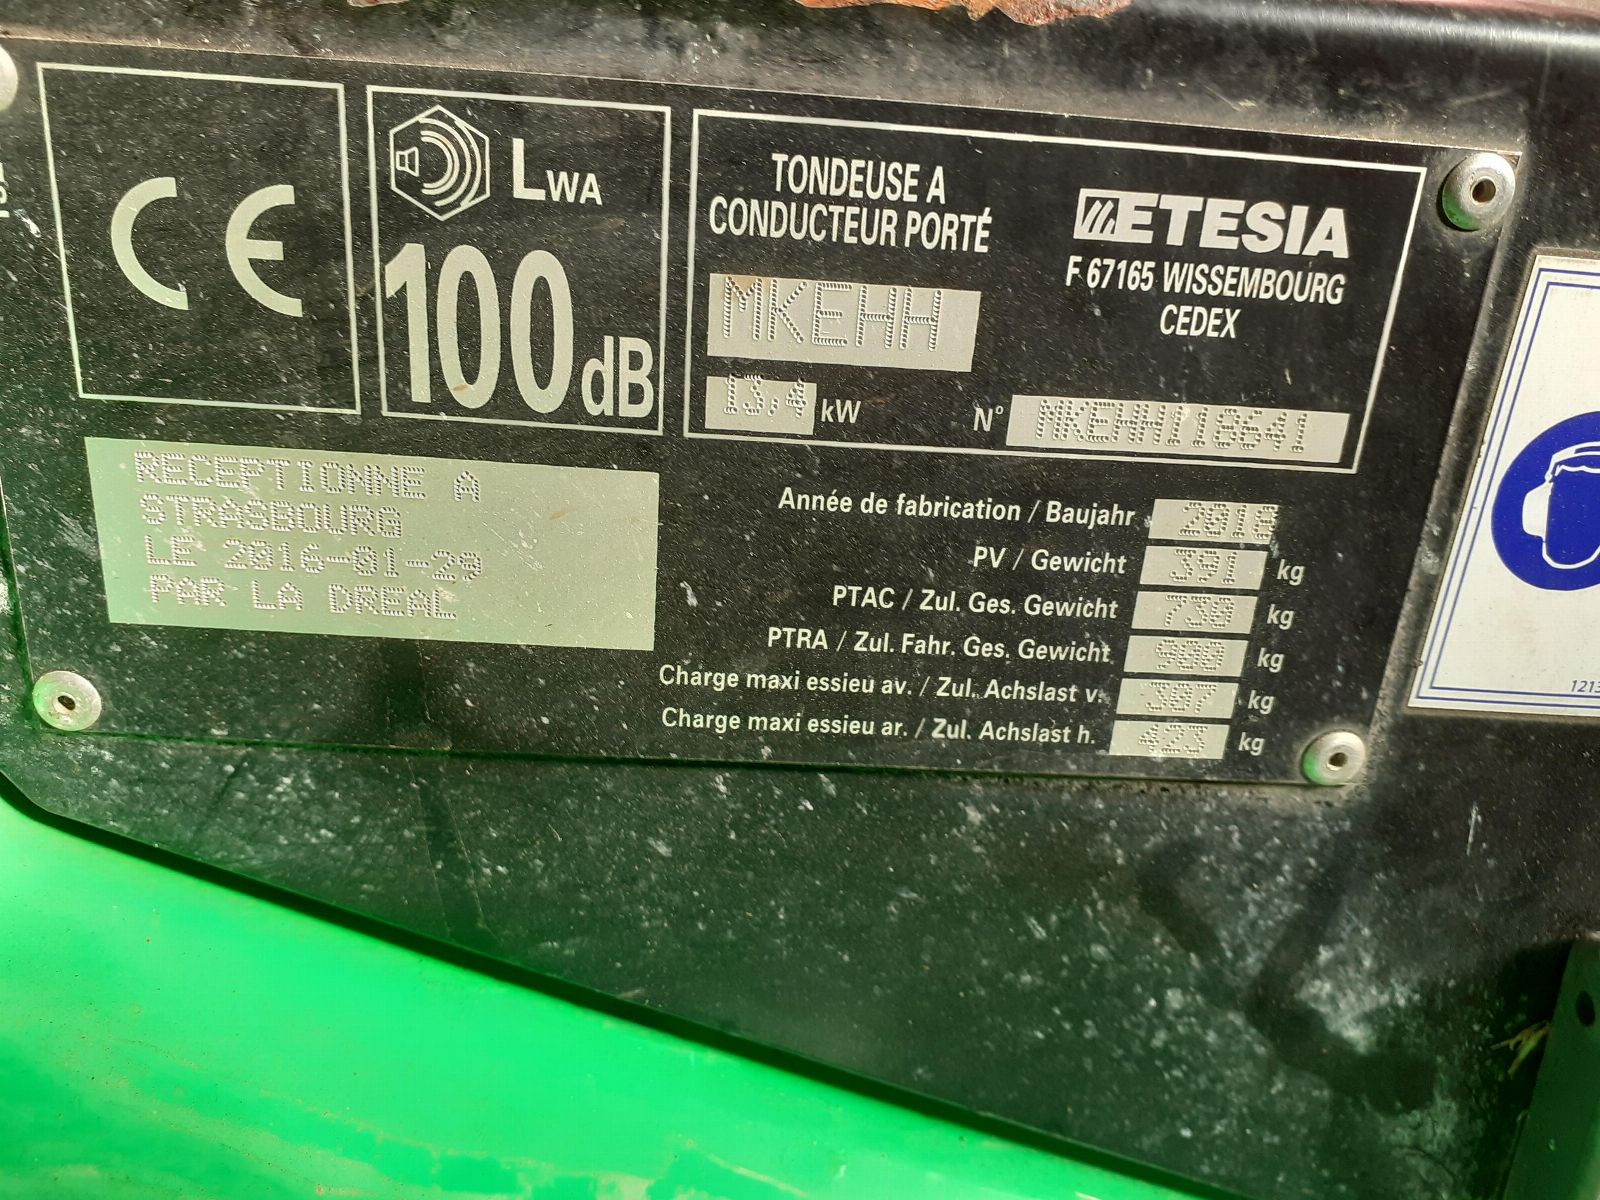 CE
LWA
100dB
TONDEUSE A
CONDUCTEUR PORTÉ
MKEHH
13,4 kW
ETESIA
F 67165 WISSEMBOURG
CEDEX
N° MKEHH118641
RECEPTIONNE A
STRASBOURG
LE 2016-01-29
PAR LA DREAL
Année de fabrication / Baujahr 2018
PV / Gewicht 391 kg
PTAC / Zul. Ges. Gewicht 730 kg
PTRA / Zul. Fahr. Ges. Gewicht 900 kg
Charge maxi essieu av. / Zul. Achslast v. 307 kg
Charge maxi essieu ar. / Zul. Achslast h. 423 kg